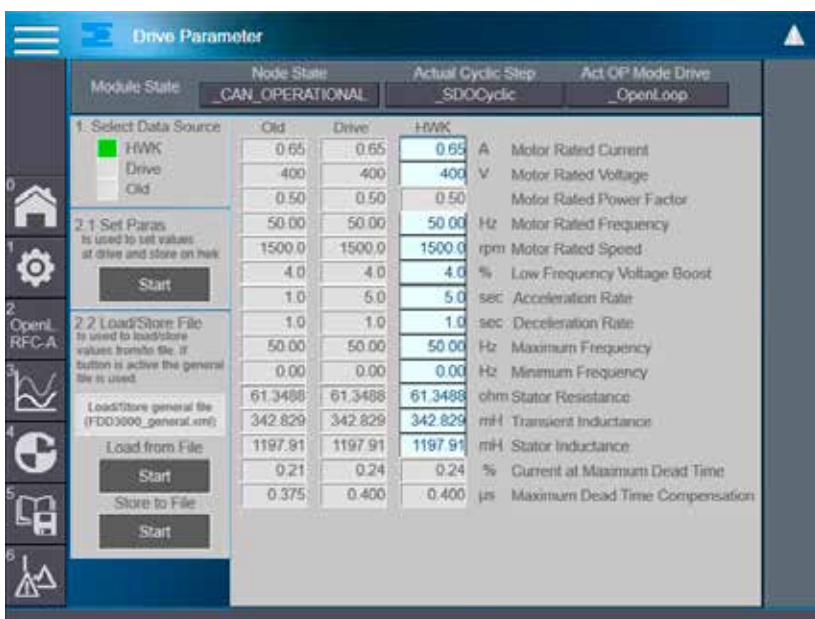 Drive Parameter
Module State
Node State
_CAN_OPERATIONAL
Actual Cyclic Step
_SDOCyclic
Act OP Mode Drive
_OpenLoop
1. Select Data Source
HWK
Drive
Old
2.1 Set Paras
Is used to set values
at drive and store on hwk
Start
2.2 Load/Store File
Is used to load/store
values from/to file. If
button is active the general
file is used.
Load/Store general file
(FDD3000_general.xml)
Load from File
Start
Store to File
Start
Old Drive HWK
0.65 0.65 0.65 A Motor Rated Current
400 400 400 V Motor Rated Voltage
0.50 0.50 0.50 Motor Rated Power Factor
50.00 50.00 50.00 Hz Motor Rated Frequency
1500.0 1500.0 1500.0 rpm Motor Rated Speed
4.0 4.0 4.0 % Low Frequency Voltage Boost
1.0 5.0 5.0 sec Acceleration Rate
1.0 1.0 1.0 sec Deceleration Rate
50.00 50.00 50.00 Hz Maximum Frequency
0.00 0.00 0.00 Hz Minimum Frequency
61.3488 61.3488 61.3488 ohm Stator Resistance
342.829 342.829 342.829 mH Transient Inductance
1197.91 1197.91 1197.91 mH Stator Inductance
0.21 0.24 0.24 % Current at Maximum Dead Time
0.375 0.400 0.400 µs Maximum Dead Time Compensation
0
1
2
OpenL.
RFC-A
3
4
5
6